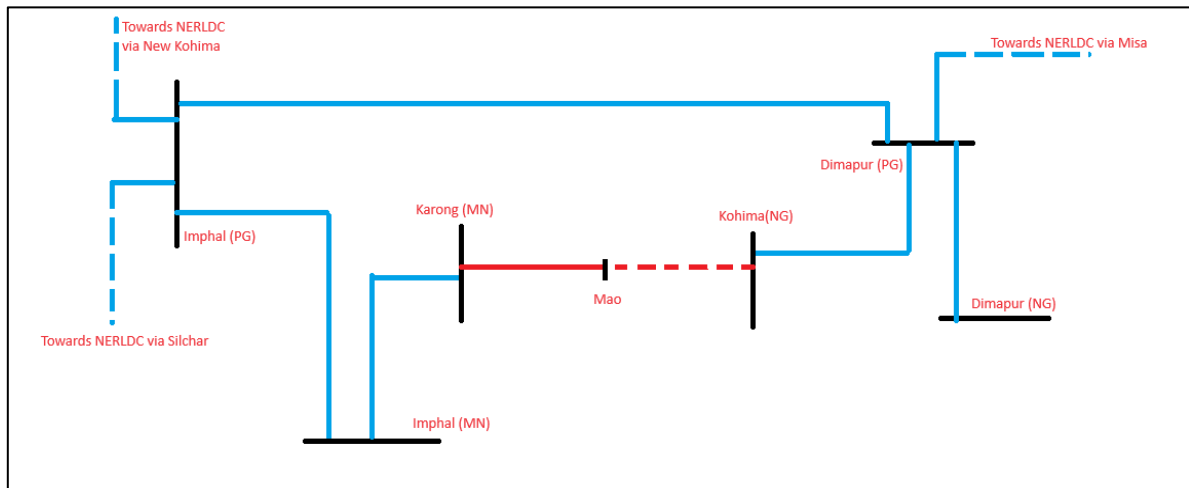 Towards NERLDC
via New Kohima
Towards NERLDC via Misa
Dimapur (PG)
Karong (MN)
Kohima(NG)
Imphal (PG)
Mao
Dimapur (NG)
Towards NERLDC via Silchar
Imphal (MN)